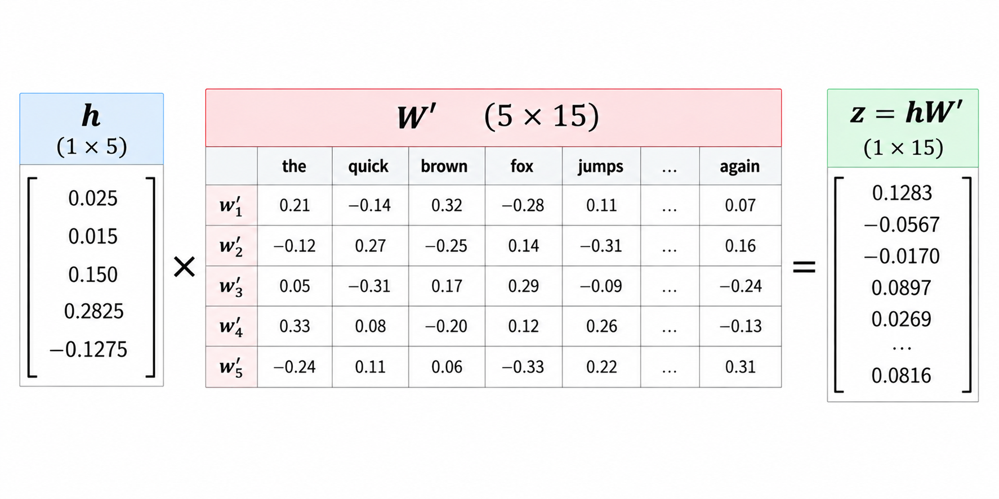 h
(1 × 5)
0.025
0.015
0.150
0.2825
−0.1275
×
W′ (5 × 15)
the quick brown fox jumps … again
w′₁ 0.21 −0.14 0.32 −0.28 0.11 … 0.07
w′₂ −0.12 0.27 −0.25 0.14 −0.31 … 0.16
w′₃ 0.05 −0.31 0.17 0.29 −0.09 … −0.24
w′₄ 0.33 0.08 −0.20 0.12 0.26 … −0.13
w′₅ −0.24 0.11 0.06 −0.33 0.22 … 0.31
=
z = hW′
(1 × 15)
0.1283
−0.0567
−0.0170
0.0897
0.0269
…
0.0816